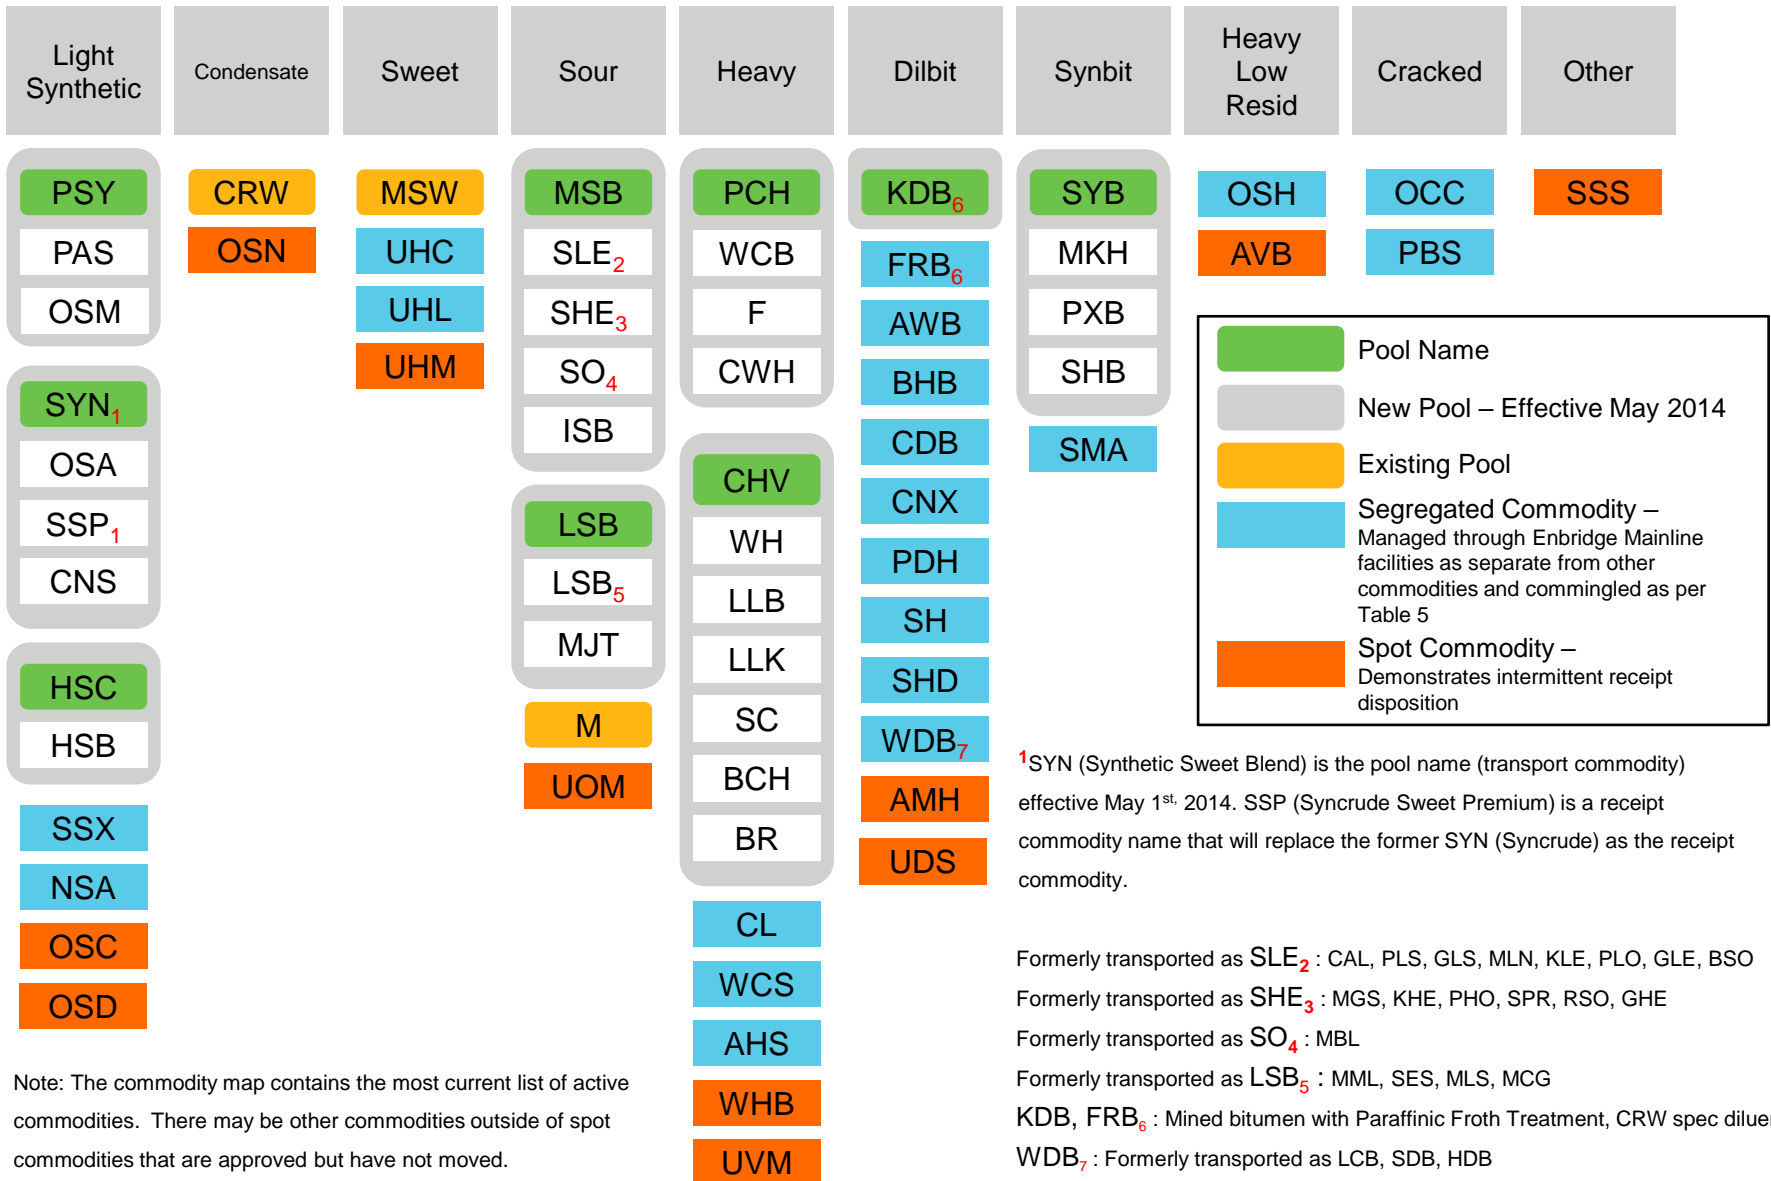 Light
Synthetic
Condensate
Sweet
Sour
Heavy
Dilbit
Synbit
Heavy
Low
Resid
Cracked
Other
PSY
PAS
OSM
SYN1
OSA
SSP1
CNS
HSC
HSB
SSX
NSA
OSC
OSD
CRW
OSN
MSW
UHC
UHL
UHM
MSB
SLE2
SHE3
SO4
ISB
LSB
LSB5
MJT
M
UOM
PCH
WCB
F
CWH
CHV
WH
LLB
LLK
SC
BCH
BR
CL
WCS
AHS
WHB
UVM
KDB6
FRB6
AWB
BHB
CDB
CNX
PDH
SH
SHD
WDB7
AMH
UDS
SYB
MKH
PXB
SHB
SMA
OSH
AVB
OCC
PBS
SSS
Pool Name
New Pool – Effective May 2014
Existing Pool
Segregated Commodity –
Managed through Enbridge Mainline
facilities as separate from other
commodities and commingled as per
Table 5
Spot Commodity –
Demonstrates intermittent receipt
disposition
1SYN (Synthetic Sweet Blend) is the pool name (transport commodity)
effective May 1st, 2014. SSP (Syncrude Sweet Premium) is a receipt
commodity name that will replace the former SYN (Syncrude) as the receipt
commodity.
Formerly transported as SLE2 : CAL, PLS, GLS, MLN, KLE, PLO, GLE, BSO
Formerly transported as SHE3 : MGS, KHE, PHO, SPR, RSO, GHE
Formerly transported as SO4 : MBL
Formerly transported as LSB5 : MML, SES, MLS, MCG
KDB, FRB6 : Mined bitumen with Paraffinic Froth Treatment, CRW spec
WDB7 : Formerly transported as LCB, SDB, HDB
Note: The commodity map contains the most current list of active
commodities. There may be other commodities outside of spot
commodities that are approved but have not moved.